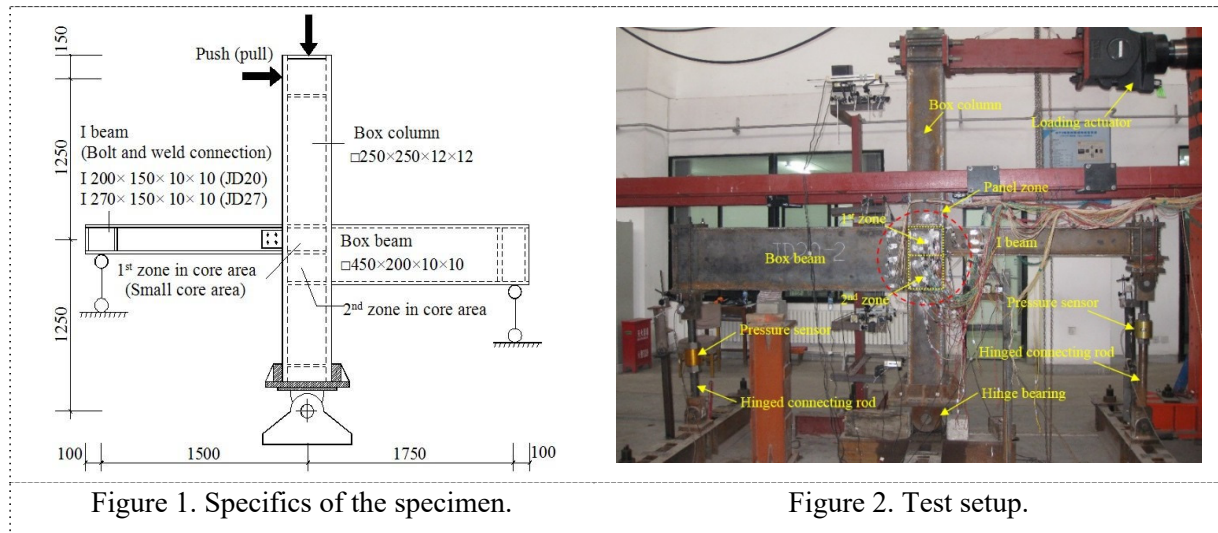 150
Push (pull)
1250
I beam
(Bolt and weld connection)
I 200× 150× 10× 10 (JD20)
I 270× 150× 10× 10 (JD27)
Box column
□250×250×12×12
1st zone in core area
(Small core area)
Box beam
□450×200×10×10
2nd zone in core area
1250
100
1500
1750
100
Figure 1. Specifics of the specimen.
Box column
Loading actuator
Panel zone
1st zone
Box beam
I beam
2nd zone
Pressure sensor
Pressure sensor
Hinged connecting rod
Hinged connecting rod
Hinge bearing
Figure 2. Test setup.